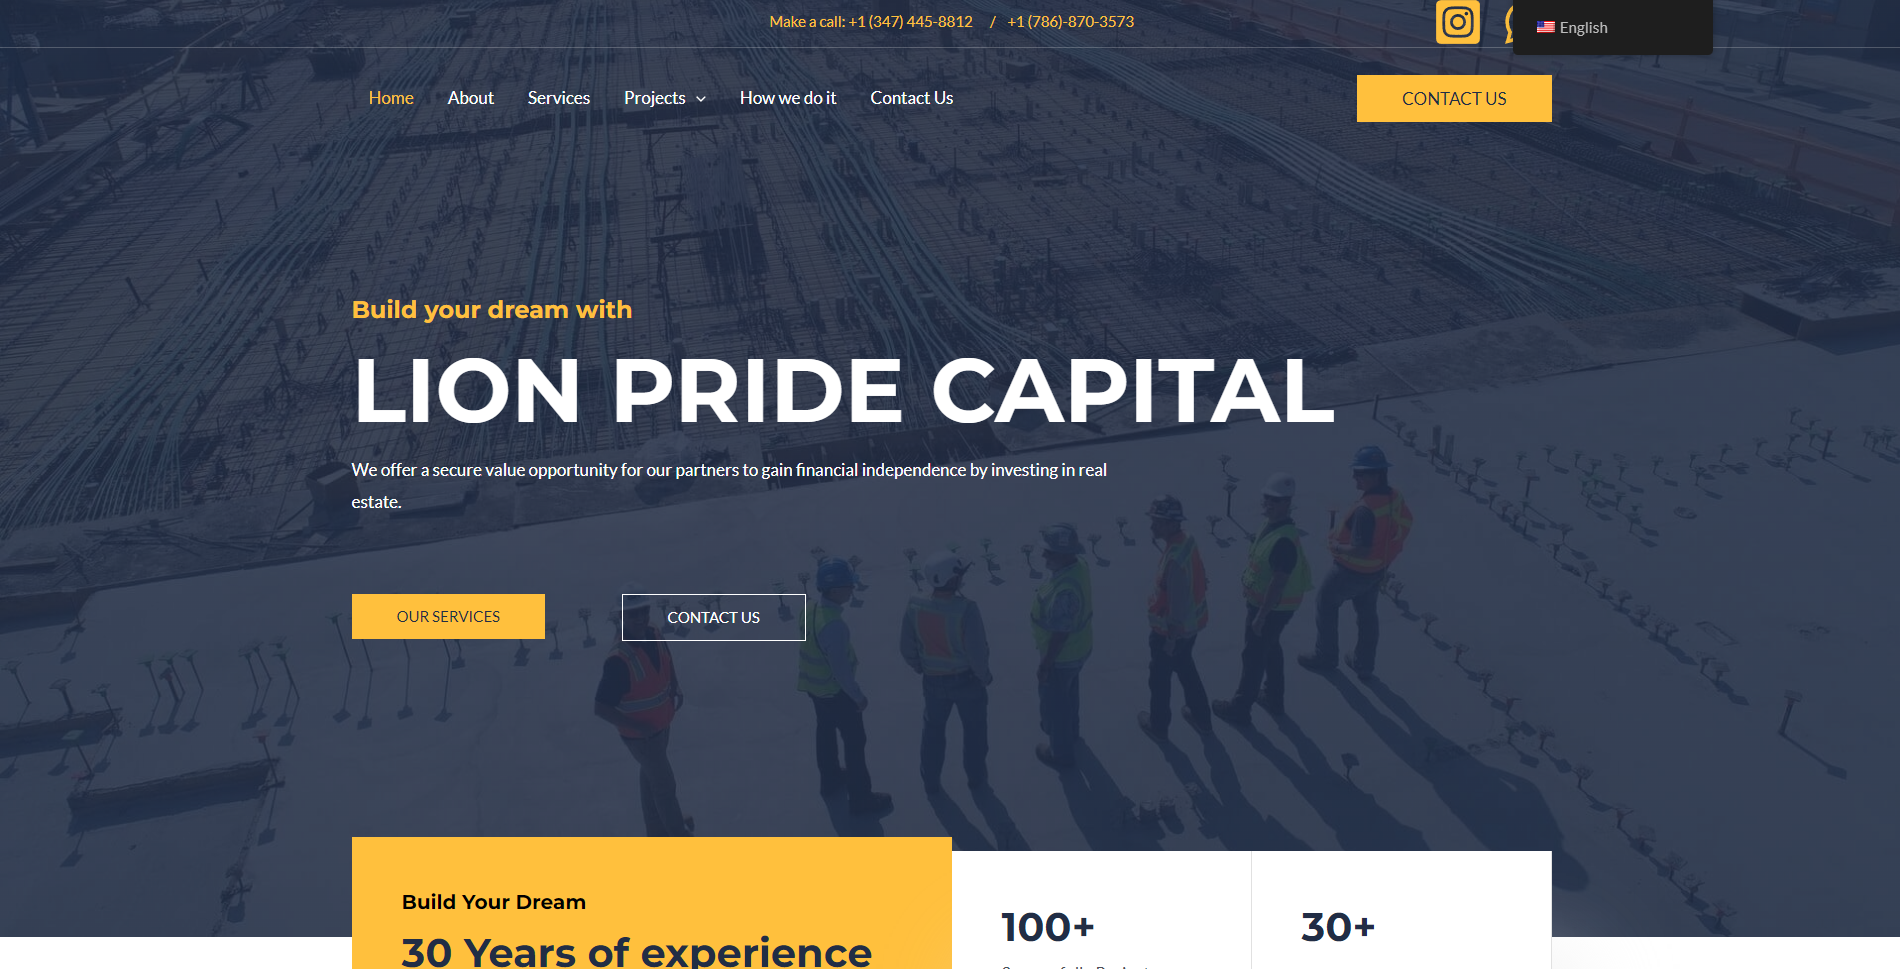 Make a call: +1 (347) 445-8812 / +1 (786)-870-3573
English
Home About Services Projects How we do it Contact Us
CONTACT US
Build your dream with
LION PRIDE CAPITAL
We offer a secure value opportunity for our partners to gain financial independence by investing in real
estate.
OUR SERVICES
CONTACT US
Build Your Dream
30 Years of experience
100+
30+